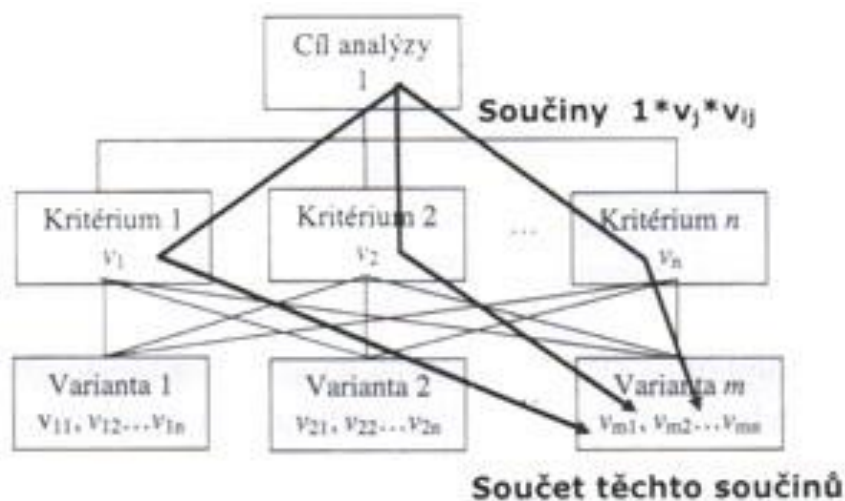 Cíl analýzy
1
Součiny 1*vⱼ*vᵢⱼ
Kritérium 1
v₁
Kritérium 2
v₂
...
Kritérium n
vₙ
Varianta 1
v₁₁, v₁₂...v₁ₙ
Varianta 2
v₂₁, v₂₂...v₂ₙ
...
Varianta m
vₘ₁, vₘ₂...vₘₙ
Součet těchto součinů